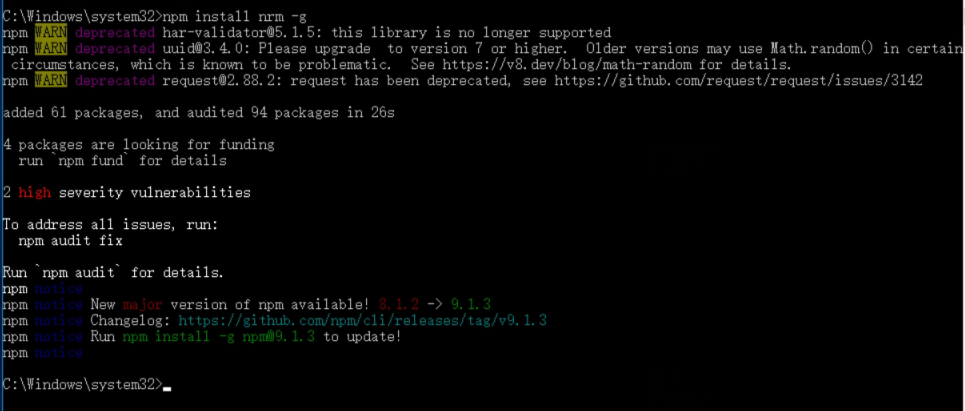 C:\Windows\system32>npm install nrm -g
npm WARN deprecated har-validator@5.1.5: this library is no longer supported
npm WARN deprecated uuid@3.4.0: Please upgrade  to version 7 or higher.  Older versions may use Math.random() in certain
 circumstances, which is known to be problematic.  See https://v8.dev/blog/math-random for details.
npm WARN deprecated request@2.88.2: request has been deprecated, see https://github.com/request/request/issues/3142
added 61 packages, and audited 94 packages in 26s
4 packages are looking for funding
  run `npm fund` for details
2 high severity vulnerabilities
To address all issues, run:
  npm audit fix
Run `npm audit` for details.
npm notice
npm notice New major version of npm available! 8.1.2 -> 9.1.3
npm notice Changelog: https://github.com/npm/cli/releases/tag/v9.1.3
npm notice Run npm install -g npm@9.1.3 to update!
npm notice
C:\Windows\system32>